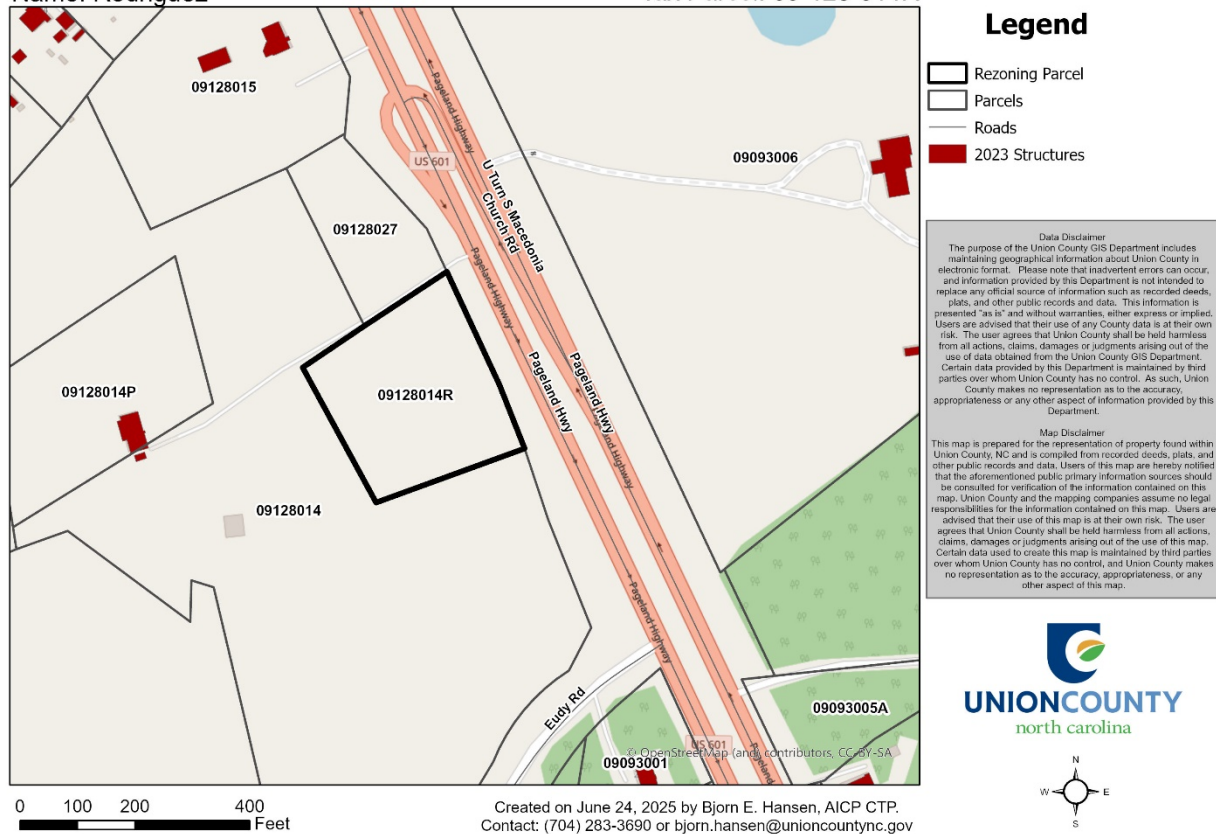 Legend
Rezoning Parcel
Parcels
Roads
2023 Structures
09128015
US 601
Pageland Highway
Pageland Highway
U Turn S Macedonia
Church Rd
09093006
09128027
Pageland Highway
Pageland Hwy
Pageland Hwy
Pageland Highway
09128014P
09128014R
09128014
Pageland Highway
Pageland Highway
Eudy Rd
09093005A
US 601
09093001
© OpenStreetMap (and) contributors, CC-BY-SA
Data Disclaimer
The purpose of the Union County GIS Department includes
maintaining geographical information about Union County in
electronic format. Please note that inadvertent errors can occur,
and information provided by this Department is not intended to
replace any official source of information such as recorded deeds,
plats, and other public records and data. This information is
presented "as is" and without warranties, either express or implied.
Users are advised that their use of any County data is at their own
risk. The user agrees that Union County shall be held harmless
from all actions, claims, damages or judgments arising out of the
use of data obtained from the Union County GIS Department.
Certain data provided by this Department is maintained by third
parties over whom Union County has no control. As such, Union
County makes no representation as to the accuracy,
appropriateness or any other aspect of information provided by this
Department.
Map Disclaimer
This map is prepared for the representation of property found within
Union County, NC and is compiled from recorded deeds, plats, and
other public records and data. Users of this map are hereby notified
that the aforementioned public primary information sources should
be consulted for verification of the information contained on this
map. Union County and the mapping companies assume no legal
responsibilities for the information contained on this map. Users are
advised that their use of this map is at their own risk. The user
agrees that Union County shall be held harmless from all actions,
claims, damages or judgments arising out of the use of this map.
Certain data used to create this map is maintained by third parties
over whom Union County has no control, and Union County makes
no representation as to the accuracy, appropriateness, or any
other aspect of this map.
UNIONCOUNTY
north carolina
N
W E
S
0 100 200 400
Feet
Created on June 24, 2025 by Bjorn E. Hansen, AICP CTP.
Contact: (704) 283-3690 or bjorn.hansen@unioncountync.gov